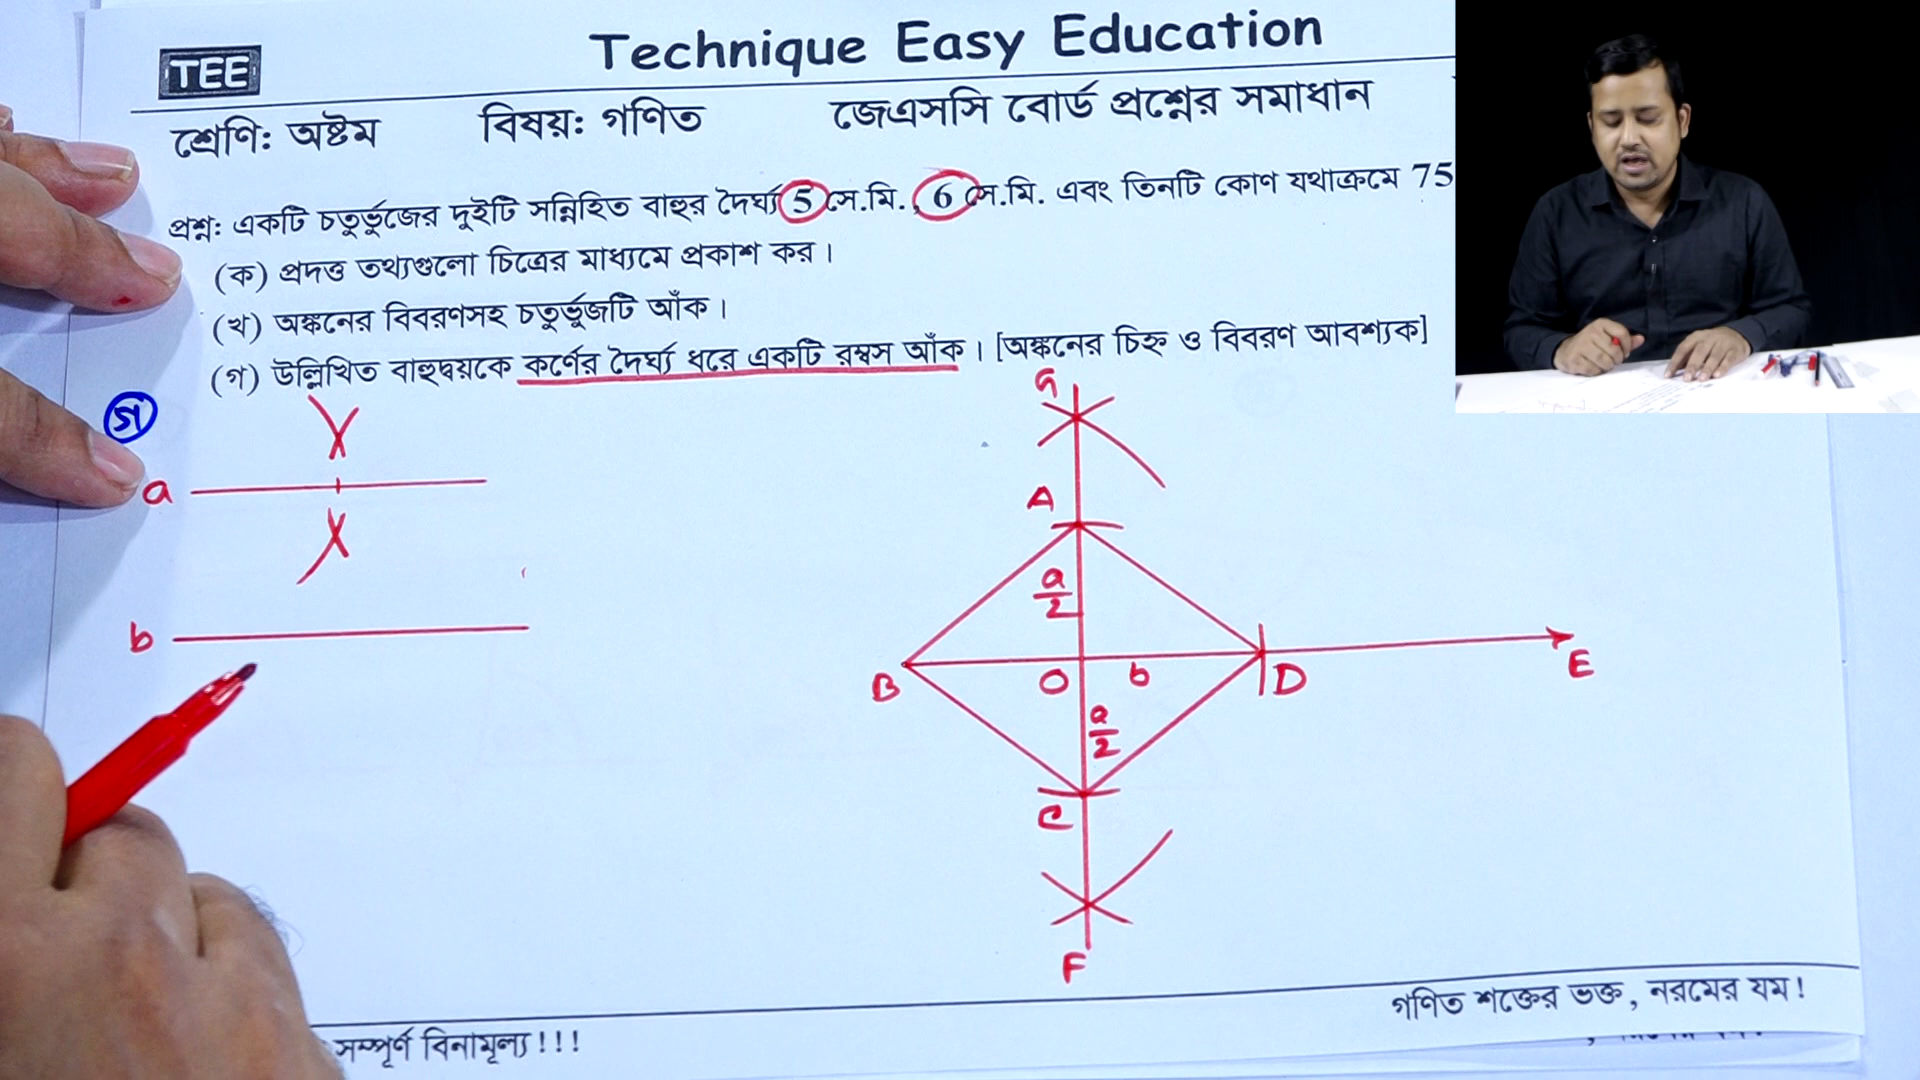 TEE
Technique Easy Education
শ্রেণি: অষ্টম বিষয়: গণিত জেএসসি বোর্ড প্রশ্নের সমাধান
প্রশ্ন: একটি চতুর্ভুজের দুইটি সন্নিহিত বাহুর দৈর্ঘ্য 5 সে.মি., 6 সে.মি. এবং তিনটি কোণ যথাক্রমে 75
(ক) প্রদত্ত তথ্যগুলো চিত্রের মাধ্যমে প্রকাশ কর।
(খ) অঙ্কনের বিবরণসহ চতুর্ভুজটি আঁক।
(গ) উল্লিখিত বাহুদ্বয়কে কর্ণের দৈর্ঘ্য ধরে একটি রম্বস আঁক। [অঙ্কনের চিহ্ন ও বিবরণ আবশ্যক]
গ
a
b
G
A
a/2
B O b D E
a/2
C
F
গণিত শক্তের ভক্ত, নরমের যম!
সম্পূর্ণ বিনামূল্য!!!